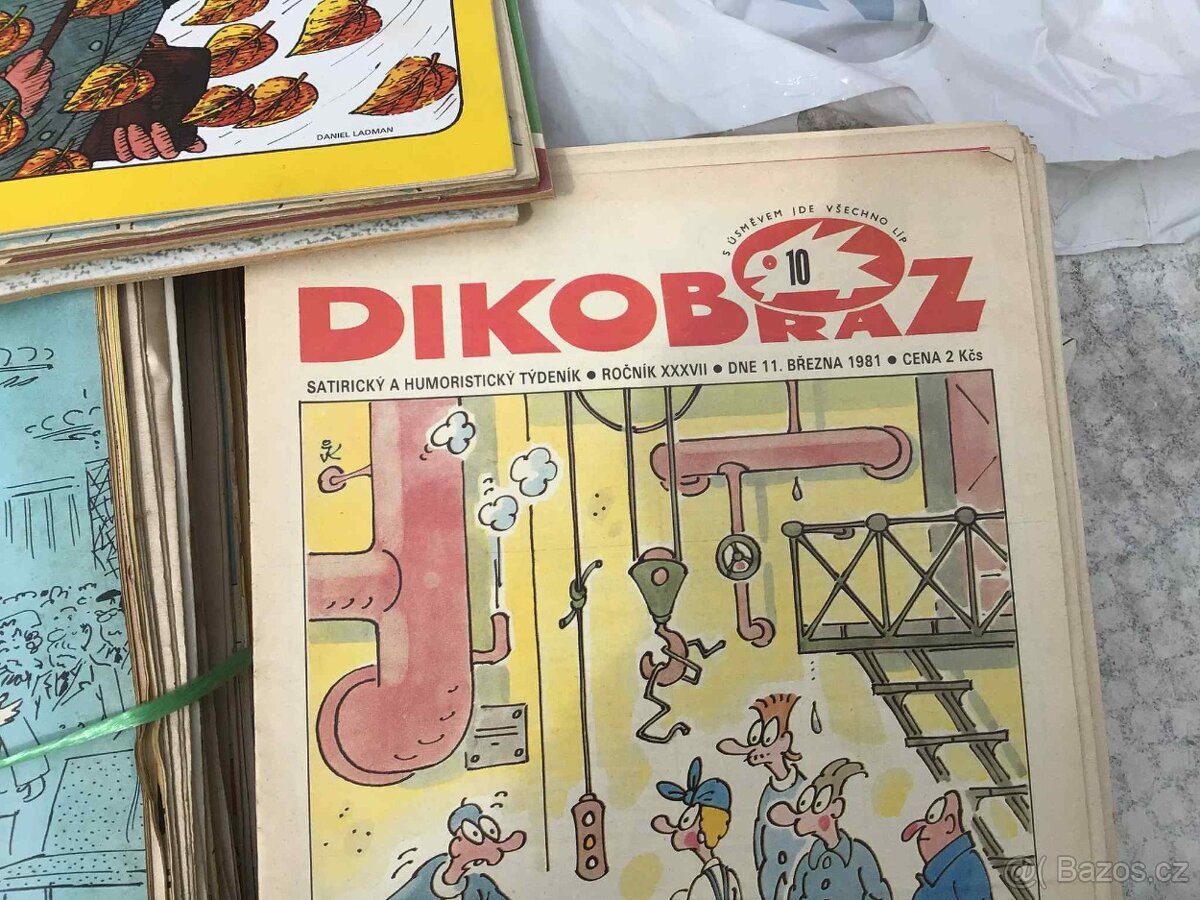 DANIEL LADMAN
S ÚSMĚVEM JDE VŠECHNO LÍP
10
DIKOBRAZ
SATIRICKÝ A HUMORISTICKÝ TÝDENÍK ● ROČNÍK XXXVII ● DNE 11. BŘEZNA 1981 ● CENA 2 Kčs
Bazos.cz